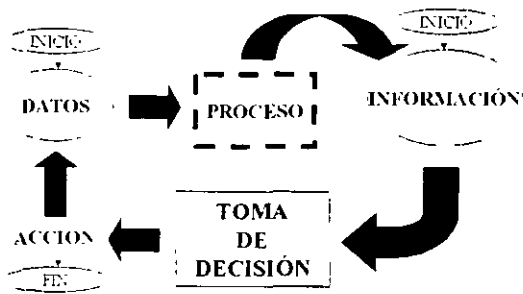 INICIO
DATOS
PROCESO
INICIO
INFORMACIÓN
TOMA
DE
DECISIÓN
ACCION
FIN